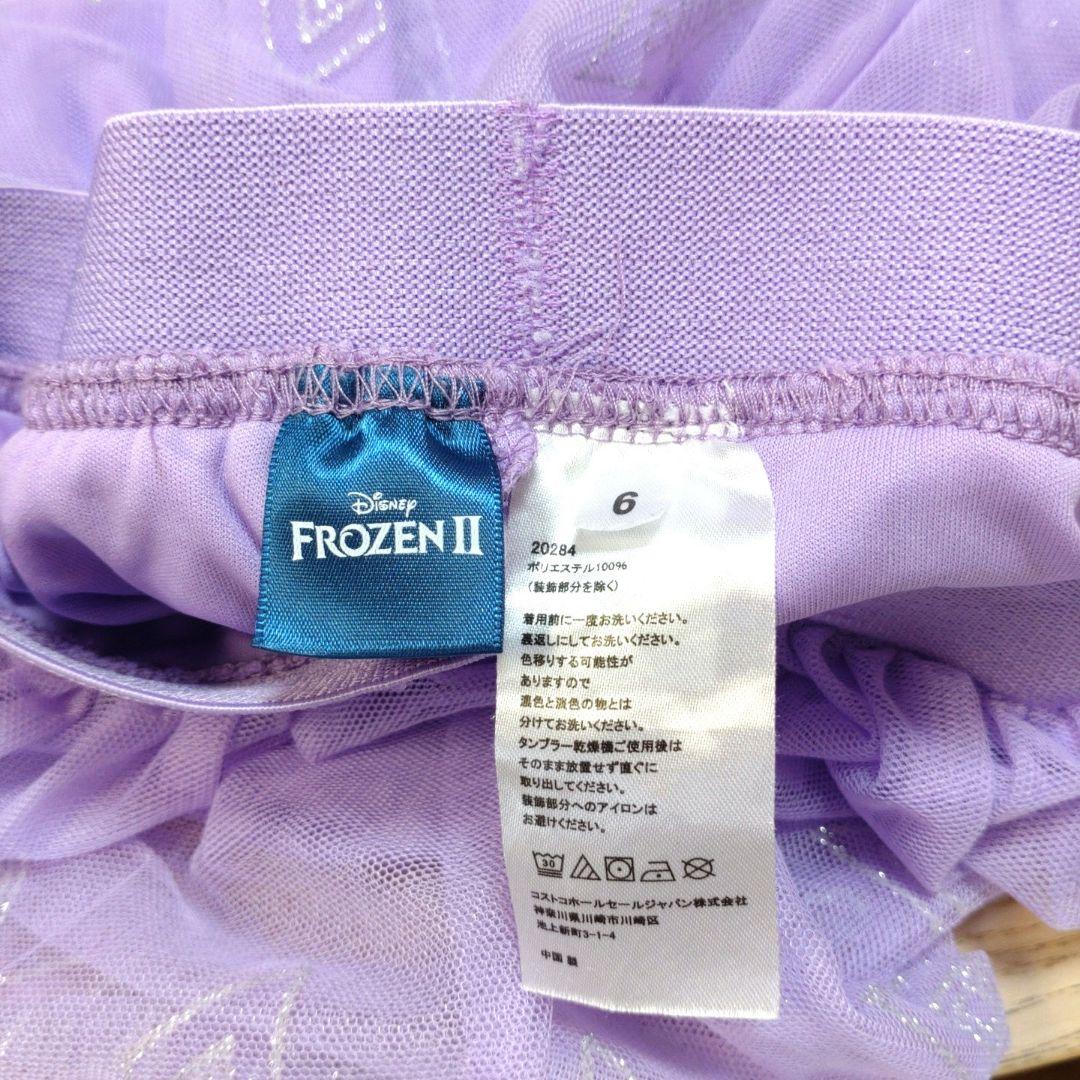 Disney
FROZEN II
6
20284
ポリエステル100%
(装飾部分を除く)
着用前に一度お洗いください。
裏返しにしてお洗いください。
色移りする可能性が
ありますので
濃色と淡色の物とは
分けてお洗いください。
タンブラー乾燥機ご使用後は
そのまま放置せず直ぐに
取り出してください。
装飾部分へのアイロンは
お避けください。
30
コストコホールセールジャパン株式会社
神奈川県川崎市川崎区
池上新町3-1-4
中国 製